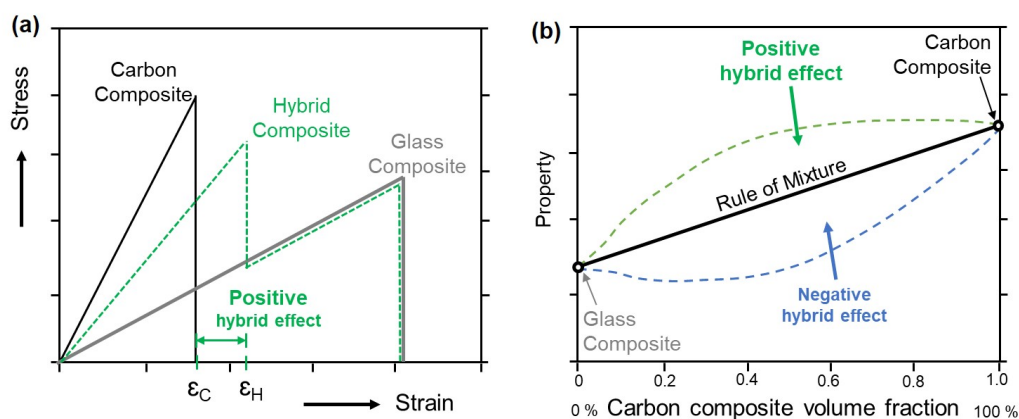 (a)
Stress
Carbon
Composite
Hybrid
Composite
Glass
Composite
Positive
hybrid effect
εC
εH
Strain
(b)
Property
Positive
hybrid effect
Carbon
Composite
Rule of Mixture
Negative
hybrid effect
Glass
Composite
0 0.2 0.4 0.6 0.8 1.0
0 % Carbon composite volume fraction 100 %